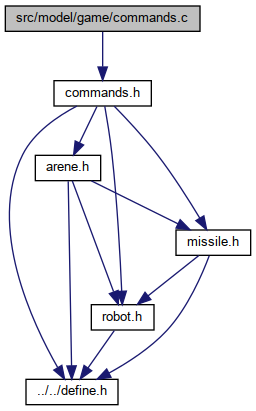 src/model/game/commands.c
commands.h
arene.h
missile.h
robot.h
../../define.h